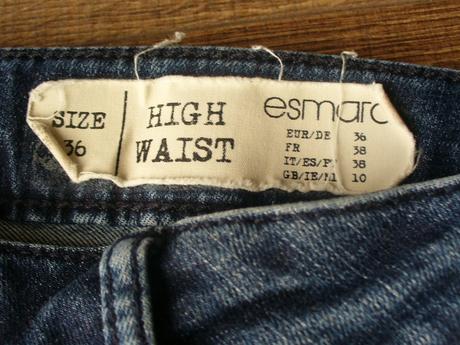 SIZE
36
HIGH
WAIST
esmara
EUR/DE 36
FR 38
IT/ES/PT 38
GB/IE/MT 10